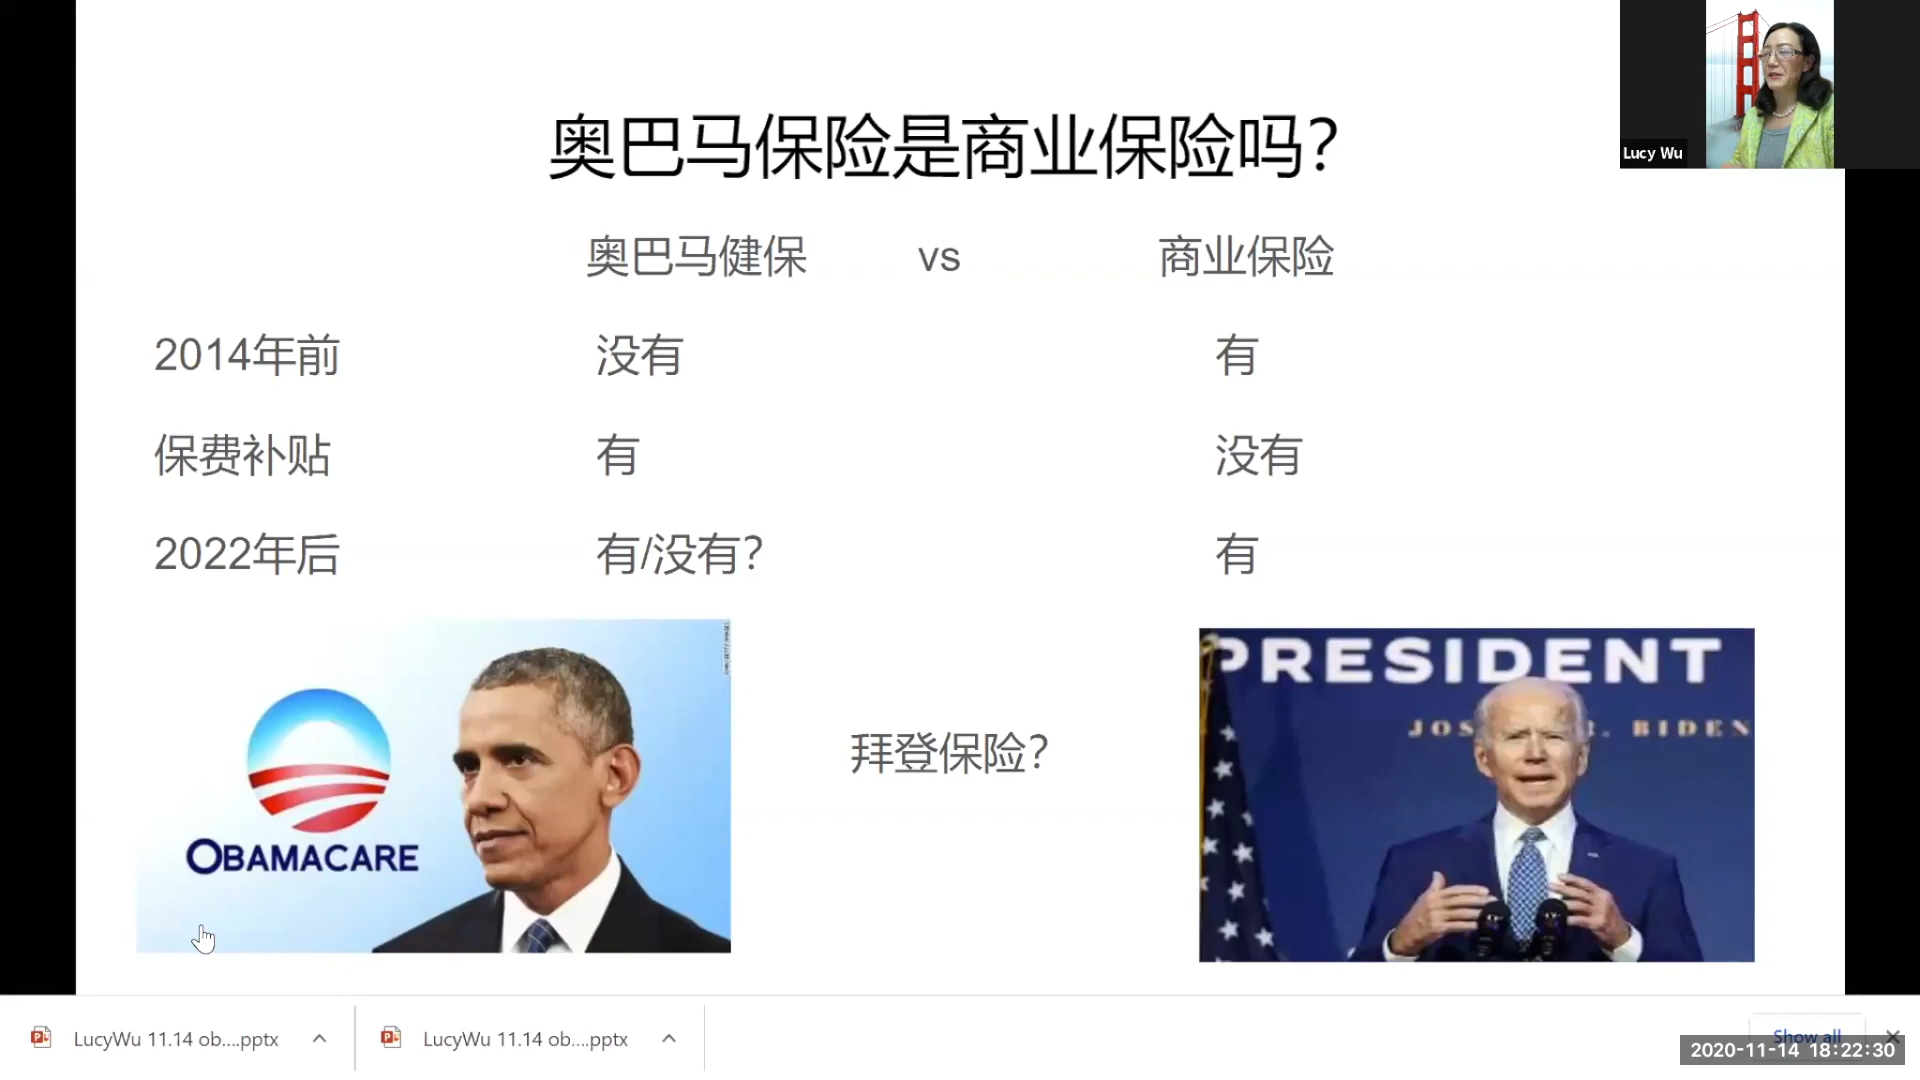 奥巴马保险是商业保险吗?
Lucy Wu
奥巴马健保 vs 商业保险
2014年前 没有 有
保费补贴 有 没有
2022年后 有/没有? 有
OBAMACARE
拜登保险?
PRESIDENT
BIDEN
LucyWu 11.14 ob....pptx
LucyWu 11.14 ob....pptx
Show all
2020-11-14 18:22:30